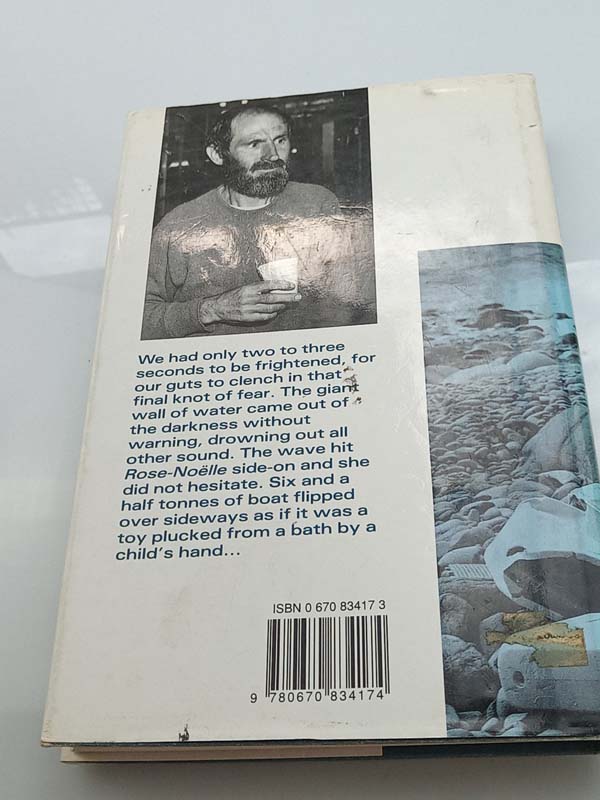 We had only two to three
seconds to be frightened, for
our guts to clench in that
final knot of fear. The giant
wall of water came out of
the darkness without
warning, drowning out all
other sound. The wave hit
Rose-Noëlle side-on and she
did not hesitate. Six and a
half tonnes of boat flipped
over sideways as if it was a
toy plucked from a bath by a
child's hand...
ISBN 0 670 83417 3
9 780670 834174